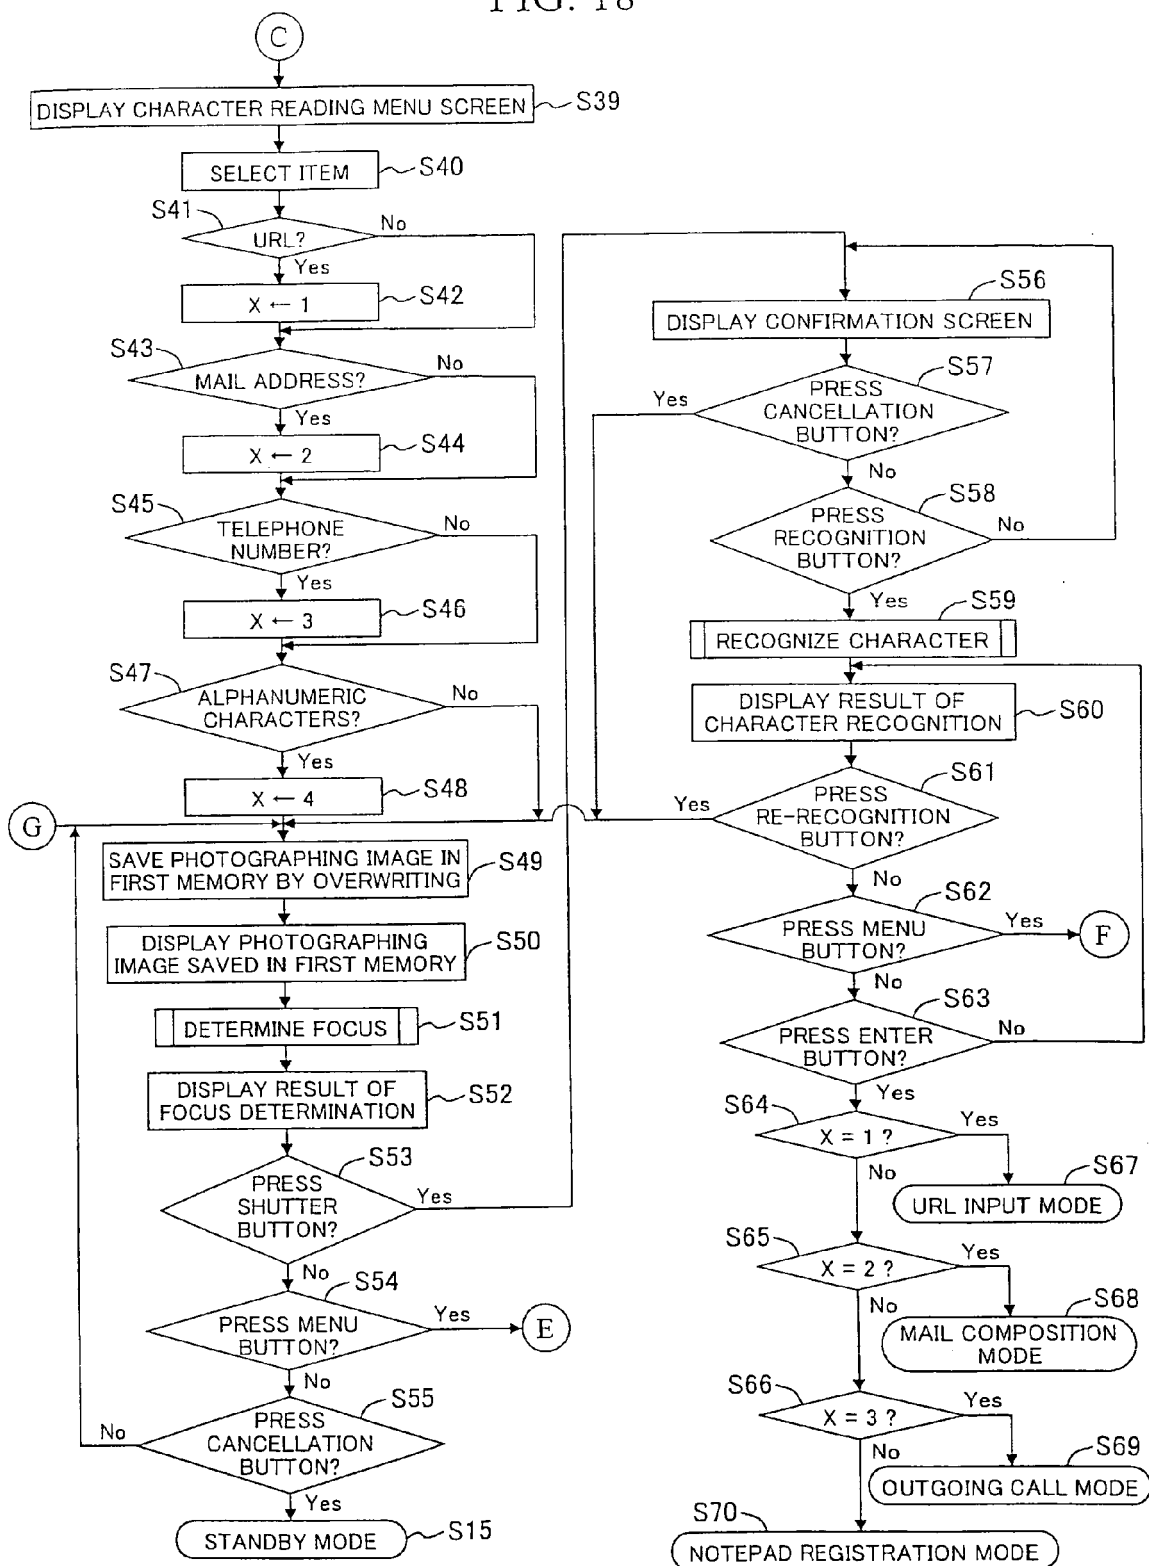 FIG. 18
C
DISPLAY CHARACTER READING MENU SCREEN
S39
SELECT ITEM
S40
S41
URL?
No
Yes
X ← 1
S42
S43
MAIL ADDRESS?
No
Yes
X ← 2
S44
S45
TELEPHONE
NUMBER?
No
Yes
X ← 3
S46
S47
ALPHANUMERIC
CHARACTERS?
No
Yes
X ← 4
S48
G
SAVE PHOTOGRAPHING IMAGE IN
FIRST MEMORY BY OVERWRITING
S49
DISPLAY PHOTOGRAPHING
IMAGE SAVED IN FIRST MEMORY
S50
DETERMINE FOCUS
S51
DISPLAY RESULT OF
FOCUS DETERMINATION
S52
S53
PRESS
SHUTTER
BUTTON?
Yes
No
S54
PRESS MENU
BUTTON?
Yes
E
No
S55
PRESS
CANCELLATION
BUTTON?
No
Yes
STANDBY MODE
S15
S56
DISPLAY CONFIRMATION SCREEN
S57
PRESS
CANCELLATION
BUTTON?
Yes
No
S58
PRESS
RECOGNITION
BUTTON?
No
Yes
S59
RECOGNIZE CHARACTER
DISPLAY RESULT OF
CHARACTER RECOGNITION
S60
S61
PRESS
RE-RECOGNITION
BUTTON?
Yes
No
S62
PRESS MENU
BUTTON?
Yes
F
No
S63
PRESS ENTER
BUTTON?
No
Yes
S64
X = 1 ?
Yes
No
S67
URL INPUT MODE
S65
X = 2 ?
Yes
No
S68
MAIL COMPOSITION
MODE
S66
X = 3 ?
Yes
No
S69
OUTGOING CALL MODE
S70
NOTEPAD REGISTRATION MODE